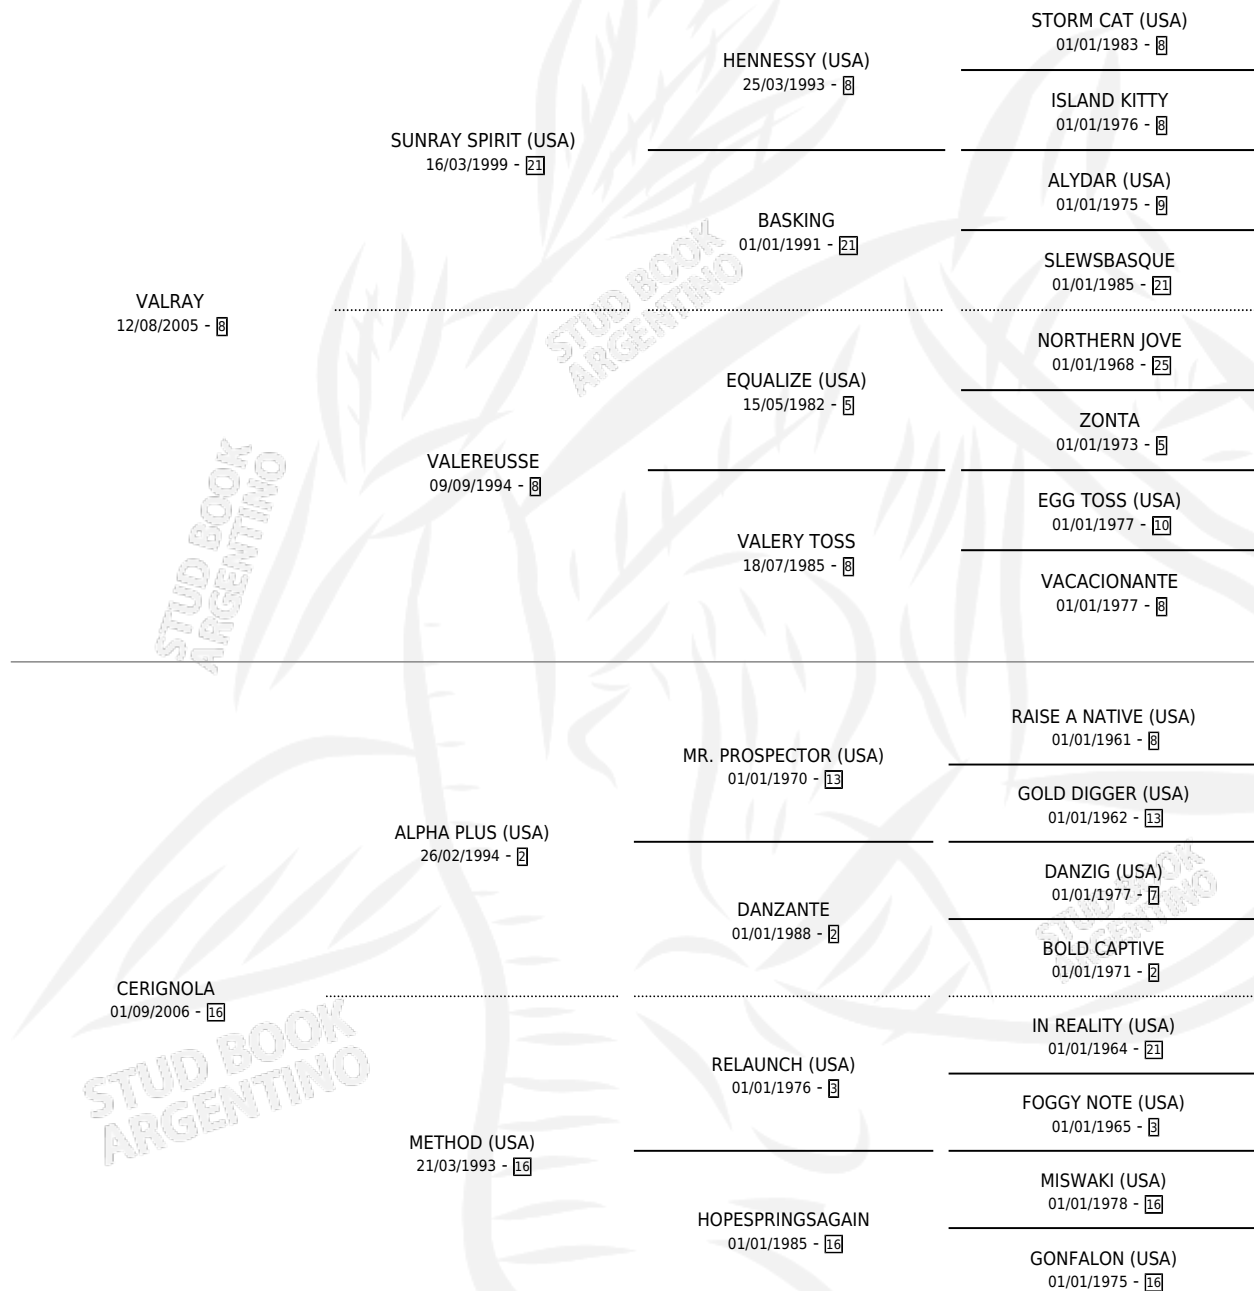 STORM CAT (USA)
01/01/1983 - 8
HENNESSY (USA)
25/03/1993 - 8
ISLAND KITTY
01/01/1976 - 8
SUNRAY SPIRIT (USA)
16/03/1999 - 21
ALYDAR (USA)
01/01/1975 - 9
BASKING
01/01/1991 - 21
SLEWSBASQUE
01/01/1985 - 21
VALRAY
12/08/2005 - 8
NORTHERN JOVE
01/01/1968 - 25
EQUALIZE (USA)
15/05/1982 - 5
ZONTA
01/01/1973 - 5
VALEREUSSE
09/09/1994 - 8
EGG TOSS (USA)
01/01/1977 - 10
VALERY TOSS
18/07/1985 - 8
VACACIONANTE
01/01/1977 - 8
RAISE A NATIVE (USA)
01/01/1961 - 8
MR. PROSPECTOR (USA)
01/01/1970 - 13
GOLD DIGGER (USA)
01/01/1962 - 13
ALPHA PLUS (USA)
26/02/1994 - 2
DANZIG (USA)
01/01/1977 - 7
DANZANTE
01/01/1988 - 2
BOLD CAPTIVE
01/01/1971 - 2
CERIGNOLA
01/09/2006 - 16
IN REALITY (USA)
01/01/1964 - 21
RELAUNCH (USA)
01/01/1976 - 3
FOGGY NOTE (USA)
01/01/1965 - 3
METHOD (USA)
21/03/1993 - 16
MISWAKI (USA)
01/01/1978 - 16
HOPESPRINGSAGAIN
01/01/1985 - 16
GONFALON (USA)
01/01/1975 - 16
STUD BOOK
ARGENTINO
STUD BOOK
ARGENTINO
STUD BOOK
ARGENTINO
STUD BOOK
ARGENTINO